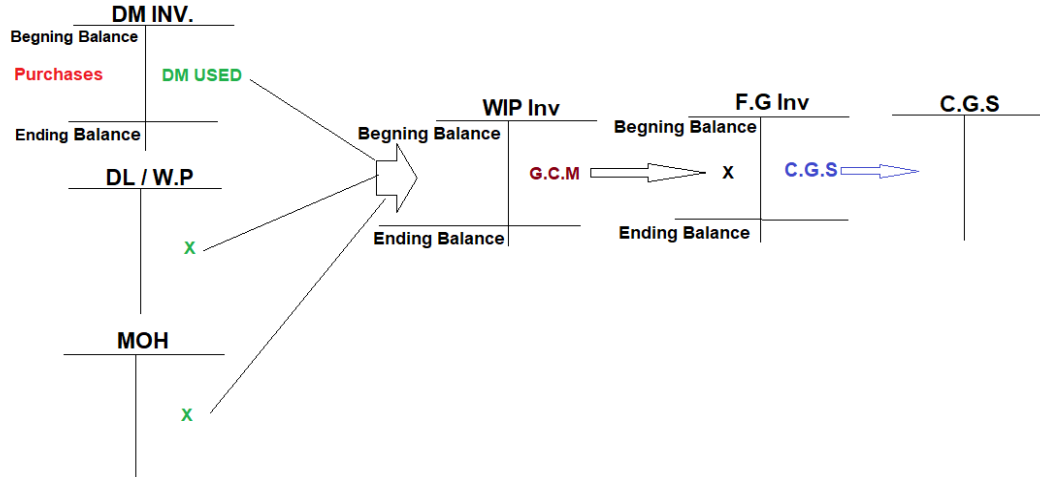 DM INV.
Begning Balance
Purchases
DM USED
Ending Balance
DL / W.P
X
MOH
X
WIP Inv
Begning Balance
G.C.M
Ending Balance
F.G Inv
Begning Balance
X
C.G.S
Ending Balance
C.G.S